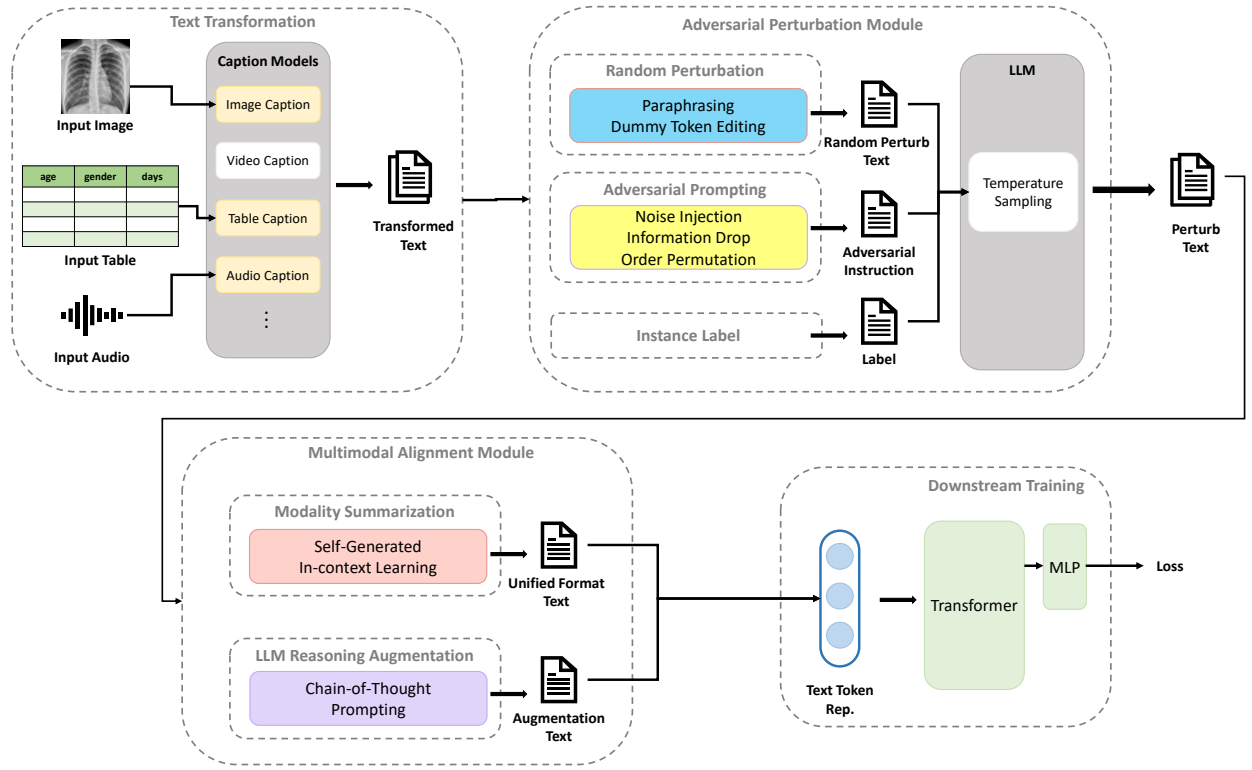 Text Transformation
Input Image
age
gender
days
Input Table
Input Audio
Caption Models
Image Caption
Video Caption
Table Caption
Audio Caption
⋮
Transformed
Text
Adversarial Perturbation Module
Random Perturbation
Paraphrasing
Dummy Token Editing
Random Perturb
Text
Adversarial Prompting
Noise Injection
Information Drop
Order Permutation
Adversarial
Instruction
Instance Label
Label
LLM
Temperature
Sampling
Perturb
Text
Multimodal Alignment Module
Modality Summarization
Self-Generated
In-context Learning
Unified Format
Text
LLM Reasoning Augmentation
Chain-of-Thought
Prompting
Augmentation
Text
Downstream Training
Text Token
Rep.
Transformer
MLP
Loss